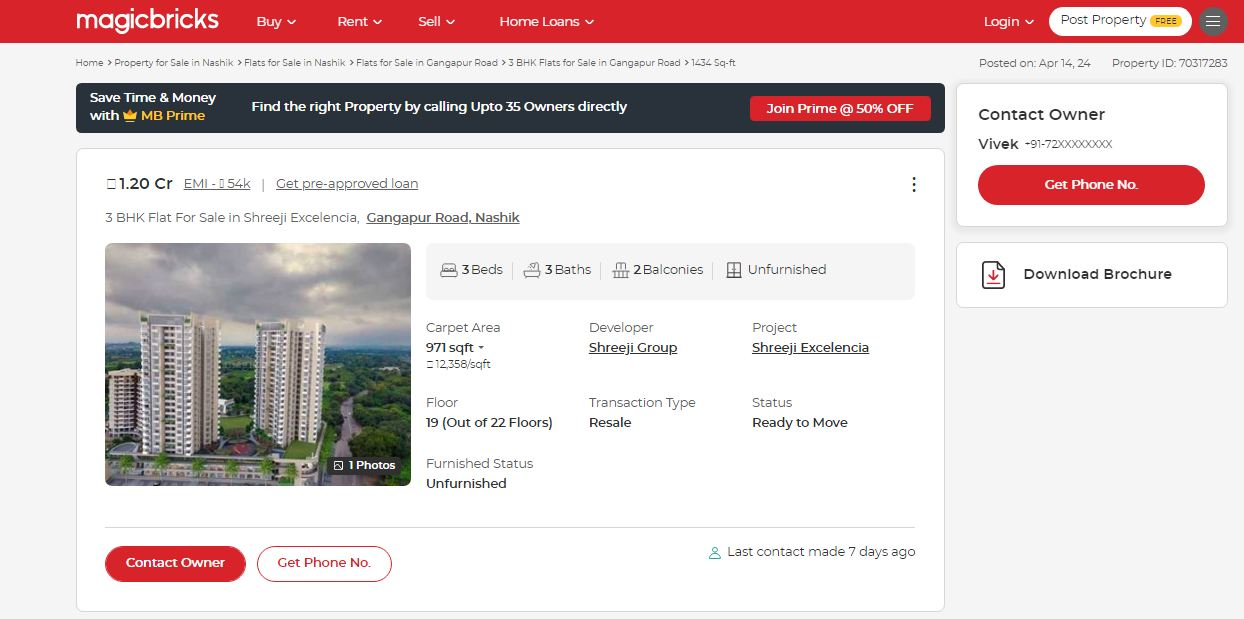 magicbricks
Buy
Rent
Sell
Home Loans
Login
Post Property FREE
Home > Property for Sale in Nashik > Flats for Sale in Nashik > Flats for Sale in Gangapur Road > 3 BHK Flats for Sale in Gangapur Road > 1434 Sq-ft
Posted on: Apr 14, 24 Property ID: 70317283
Save Time & Money
with MB Prime
Find the right Property by calling Upto 35 Owners directly
Join Prime @ 50% OFF
1.20 Cr EMI - 54k | Get pre-approved loan
3 BHK Flat For Sale in Shreeji Excelencia, Gangapur Road, Nashik
1 Photos
3 Beds 3 Baths 2 Balconies Unfurnished
Carpet Area
971 sqft
12,358/sqft
Developer
Shreeji Group
Project
Shreeji Excelencia
Floor
19 (Out of 22 Floors)
Transaction Type
Resale
Status
Ready to Move
Furnished Status
Unfurnished
Contact Owner
Get Phone No.
Last contact made 7 days ago
Contact Owner
Vivek +91-72XXXXXXXX
Get Phone No.
Download Brochure